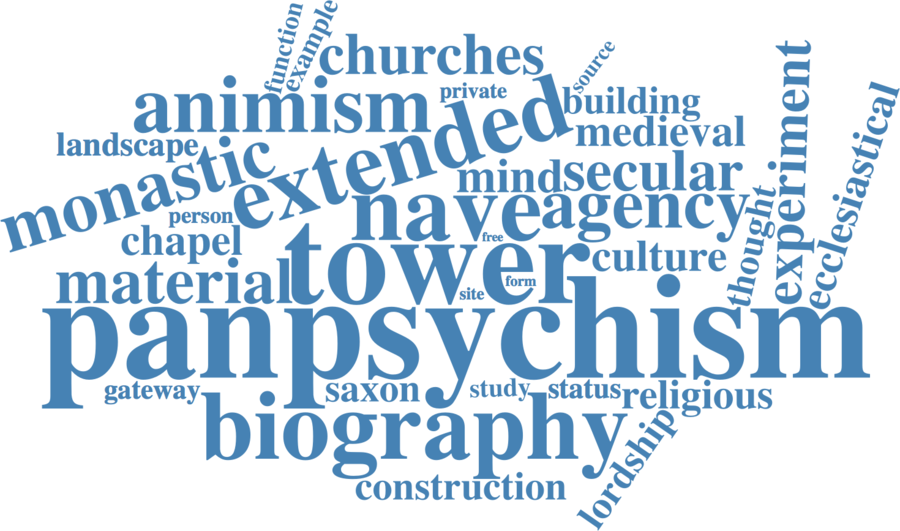 function
example
churches
source
animism
private
extended
building
medieval
experiment
landscape
monastic
mind
secular
ecclesiastical
person
nave
agency
thought
chapel
free
tower
culture
material
form
site
panpsychism
gateway
saxon
study
status
religious
biography
lordship
construction